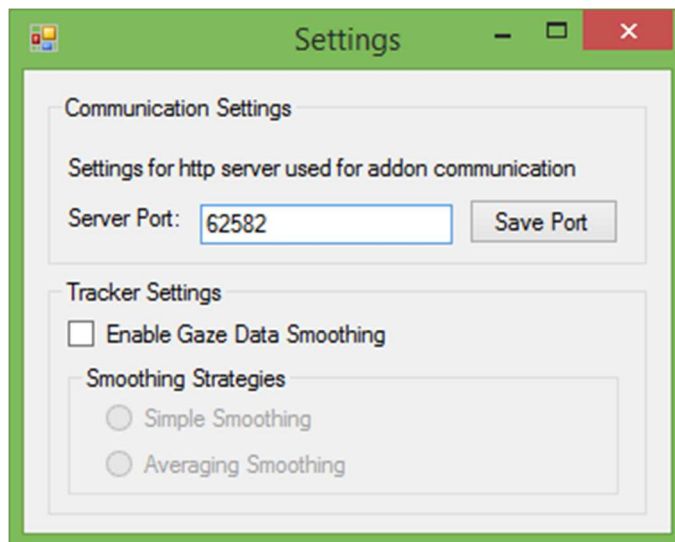 Settings
Communication Settings
Settings for http server used for addon communication
Server Port: 62582 Save Port
Tracker Settings
Enable Gaze Data Smoothing
Smoothing Strategies
Simple Smoothing
Averaging Smoothing